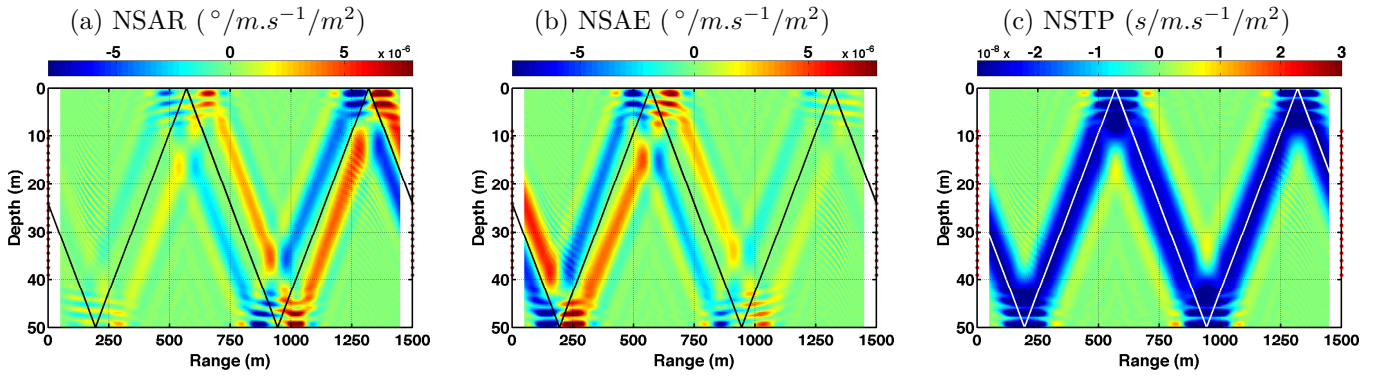 (a) NSAR (°/m.s⁻¹/m²)
-5 0 5 x 10⁻⁶
0
10
20
30
40
50
Depth (m)
0 250 500 750 1000 1250 1500
Range (m)
(b) NSAE (°/m.s⁻¹/m²)
-5 0 5 x 10⁻⁶
0
10
20
30
40
50
Depth (m)
0 250 500 750 1000 1250 1500
Range (m)
(c) NSTP (s/m.s⁻¹/m²)
10⁻⁸ x -2 -1 0 1 2 3
0
10
20
30
40
50
Depth (m)
0 250 500 750 1000 1250 1500
Range (m)